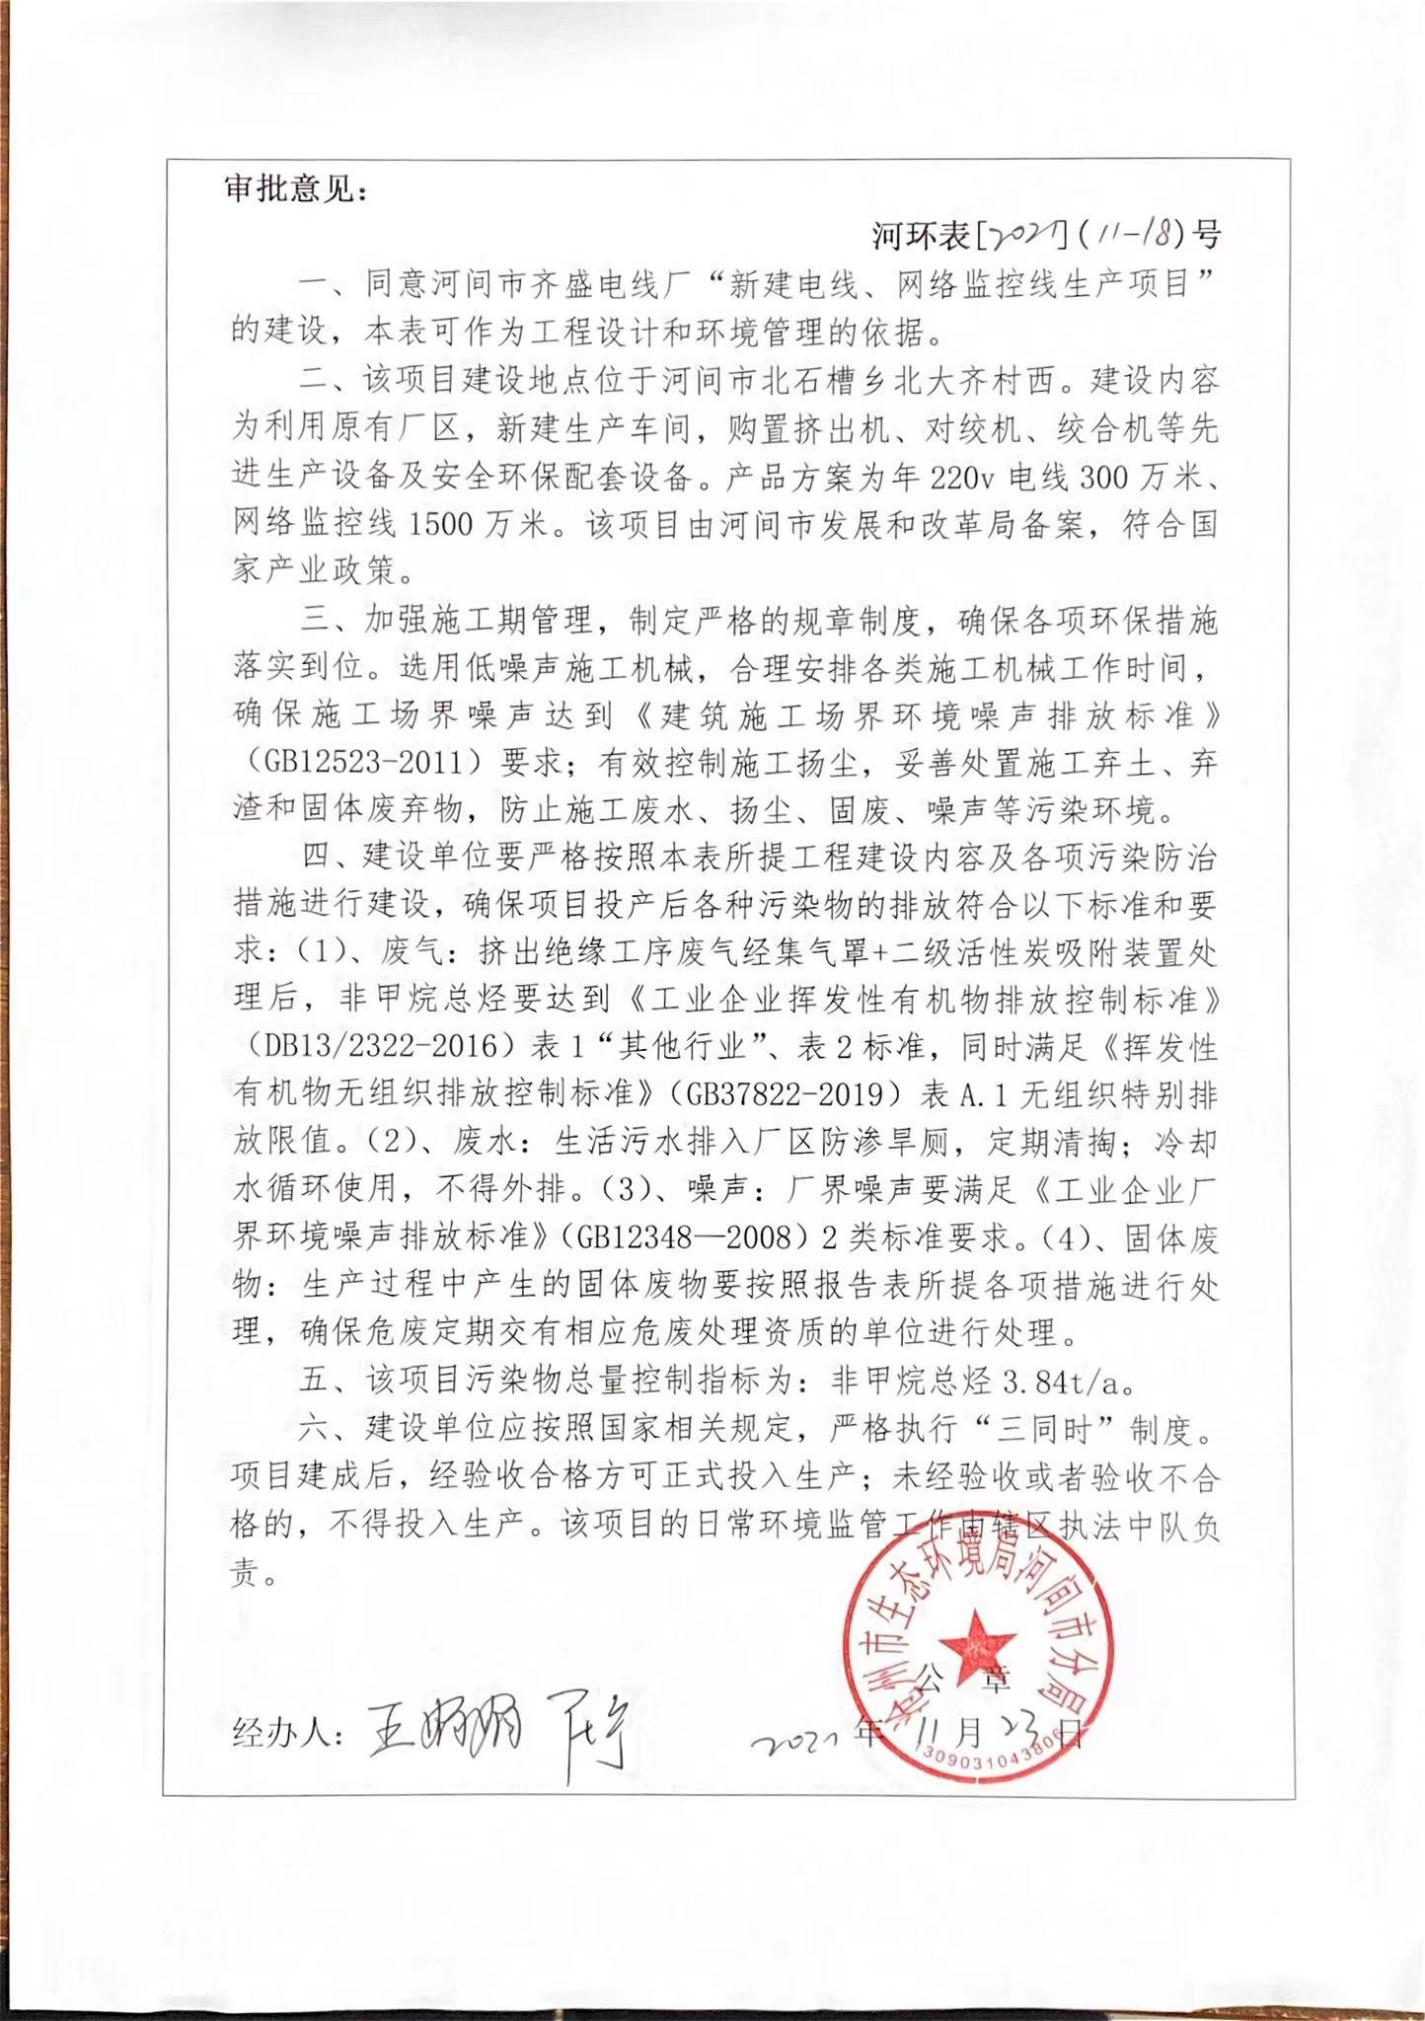 审批意见：
河环表[2021](11-18)号
一、同意河间市齐盛电线厂“新建电线、网络监控线生产项目”
的建设，本表可作为工程设计和环境管理的依据。
二、该项目建设地点位于河间市北石槽乡北大齐村西。建设内容
为利用原有厂区，新建生产车间，购置挤出机、对绞机、绞合机等先
进生产设备及安全环保配套设备。产品方案为年 220v 电线 300 万米、
网络监控线 1500 万米。该项目由河间市发展和改革局备案，符合国
家产业政策。
三、加强施工期管理，制定严格的规章制度，确保各项环保措施
落实到位。选用低噪声施工机械，合理安排各类施工机械工作时间，
确保施工场界噪声达到《建筑施工场界环境噪声排放标准》
（GB12523-2011）要求；有效控制施工扬尘，妥善处置施工弃土、弃
渣和固体废弃物，防止施工废水、扬尘、固废、噪声等污染环境。
四、建设单位要严格按照本表所提工程建设内容及各项污染防治
措施进行建设，确保项目投产后各种污染物的排放符合以下标准和要
求：（1）、废气：挤出绝缘工序废气经集气罩+二级活性炭吸附装置处
理后，非甲烷总烃要达到《工业企业挥发性有机物排放控制标准》
（DB13/2322-2016）表 1“其他行业”、表 2 标准，同时满足《挥发性
有机物无组织排放控制标准》（GB37822-2019）表 A.1 无组织特别排
放限值。（2）、废水：生活污水排入厂区防渗旱厕，定期清掏；冷却
水循环使用，不得外排。（3）、噪声：厂界噪声要满足《工业企业厂
界环境噪声排放标准》（GB12348—2008）2 类标准要求。（4）、固体废
物：生产过程中产生的固体废物要按照报告表所提各项措施进行处
理，确保危废定期交有相应危废处理资质的单位进行处理。
五、该项目污染物总量控制指标为：非甲烷总烃 3.84t/a。
六、建设单位应按照国家相关规定，严格执行“三同时”制度。
项目建成后，经验收合格方可正式投入生产；未经验收或者验收不合
格的，不得投入生产。该项目的日常环境监管工作由辖区执法中队负
责。
沧州市生态环境局河间市分局
公 章
经办人：王
2021 年 11 月 23 日
1309031043806